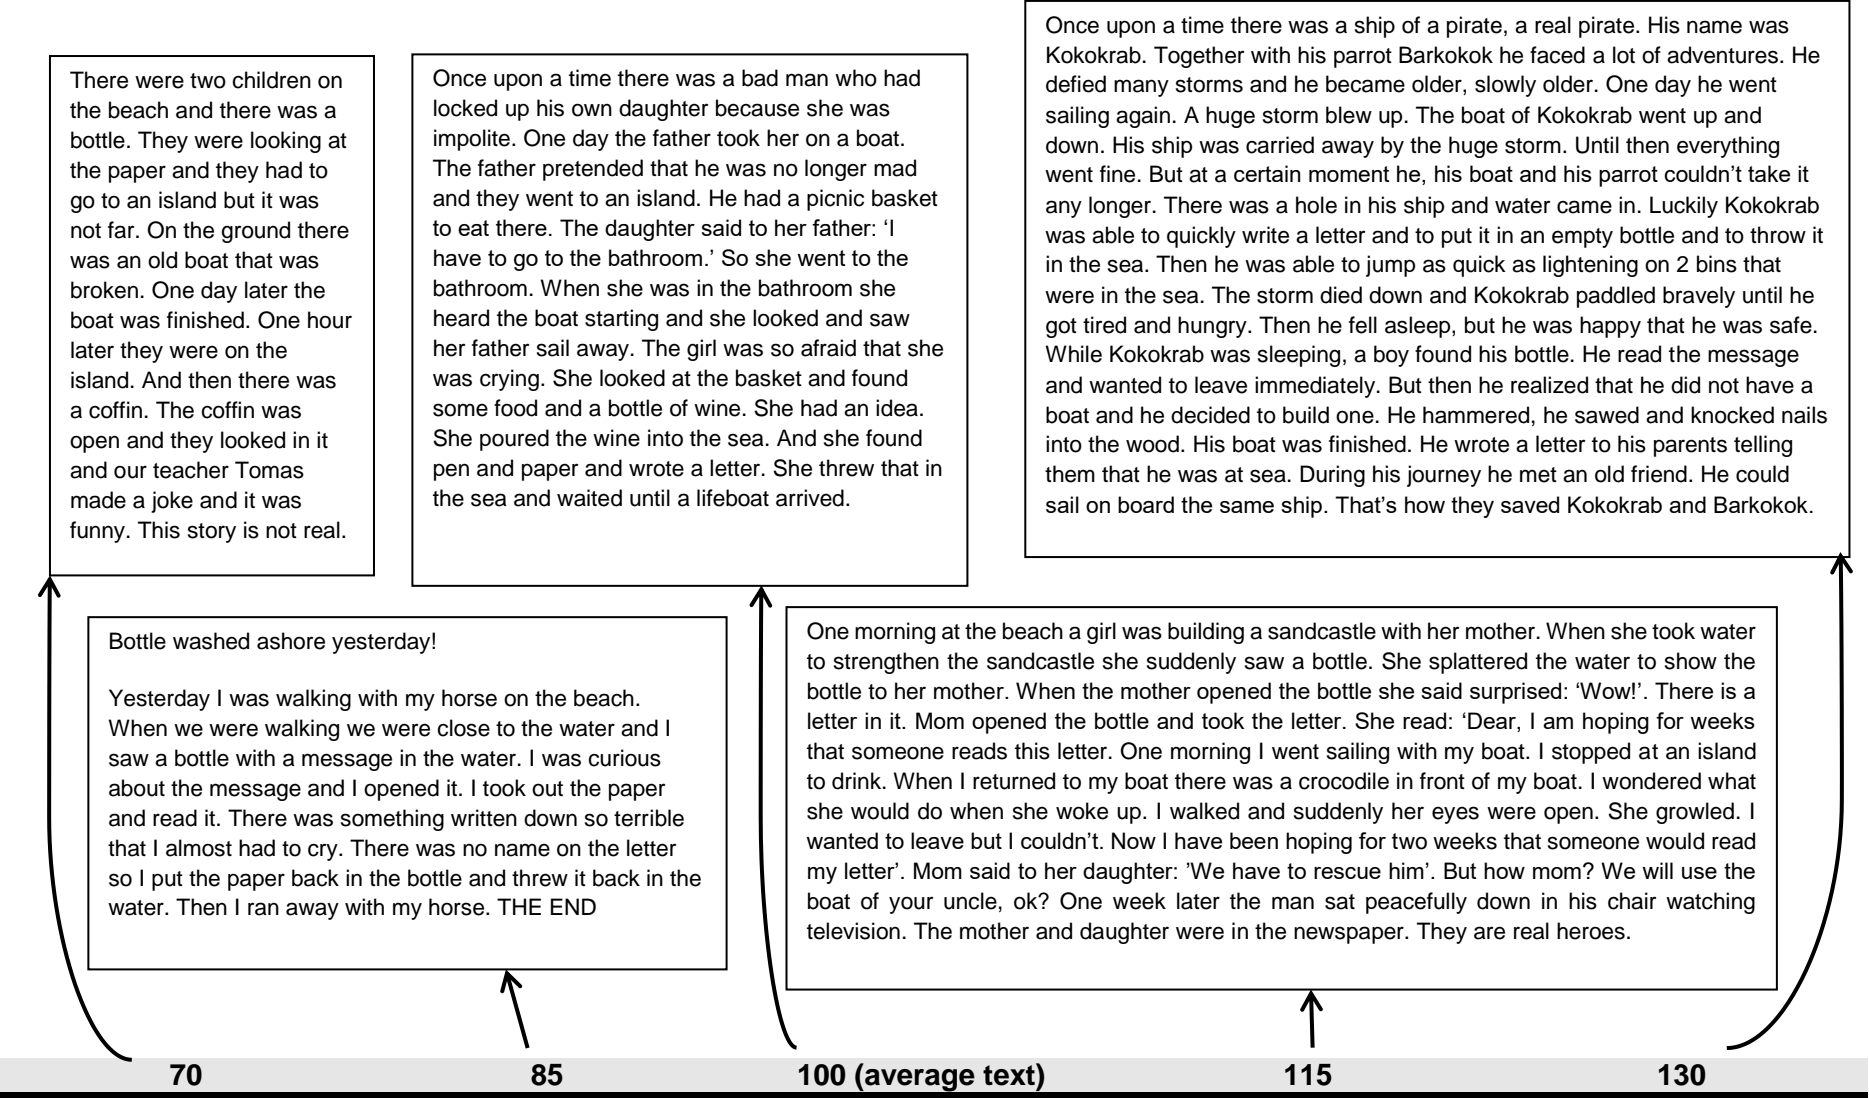 There were two children on
the beach and there was a
bottle. They were looking at
the paper and they had to
go to an island but it was
not far. On the ground there
was an old boat that was
broken. One day later the
boat was finished. One hour
later they were on the
island. And then there was
a coffin. The coffin was
open and they looked in it
and our teacher Tomas
made a joke and it was
funny. This story is not real.
Once upon a time there was a bad man who had
locked up his own daughter because she was
impolite. One day the father took her on a boat.
The father pretended that he was no longer mad
and they went to an island. He had a picnic basket
to eat there. The daughter said to her father: ‘I
have to go to the bathroom.’ So she went to the
bathroom. When she was in the bathroom she
heard the boat starting and she looked and saw
her father sail away. The girl was so afraid that she
was crying. She looked at the basket and found
some food and a bottle of wine. She had an idea.
She poured the wine into the sea. And she found
pen and paper and wrote a letter. She threw that in
the sea and waited until a lifeboat arrived.
Once upon a time there was a ship of a pirate, a real pirate. His name was
Kokokrab. Together with his parrot Barkokok he faced a lot of adventures. He
defied many storms and he became older, slowly older. One day he went
sailing again. A huge storm blew up. The boat of Kokokrab went up and
down. His ship was carried away by the huge storm. Until then everything
went fine. But at a certain moment he, his boat and his parrot couldn’t take it
any longer. There was a hole in his ship and water came in. Luckily Kokokrab
was able to quickly write a letter and to put it in an empty bottle and to throw it
in the sea. Then he was able to jump as quick as lightening on 2 bins that
were in the sea. The storm died down and Kokokrab paddled bravely until he
got tired and hungry. Then he fell asleep, but he was happy that he was safe.
While Kokokrab was sleeping, a boy found his bottle. He read the message
and wanted to leave immediately. But then he realized that he did not have a
boat and he decided to build one. He hammered, he sawed and knocked nails
into the wood. His boat was finished. He wrote a letter to his parents telling
them that he was at sea. During his journey he met an old friend. He could
sail on board the same ship. That’s how they saved Kokokrab and Barkokok.
Bottle washed ashore yesterday!
Yesterday I was walking with my horse on the beach.
When we were walking we were close to the water and I
saw a bottle with a message in the water. I was curious
about the message and I opened it. I took out the paper
and read it. There was something written down so terrible
that I almost had to cry. There was no name on the letter
so I put the paper back in the bottle and threw it back in the
water. Then I ran away with my horse. THE END
One morning at the beach a girl was building a sandcastle with her mother. When she took water
to strengthen the sandcastle she suddenly saw a bottle. She splattered the water to show the
bottle to her mother. When the mother opened the bottle she said surprised: ‘Wow!’. There is a
letter in it. Mom opened the bottle and took the letter. She read: ‘Dear, I am hoping for weeks
that someone reads this letter. One morning I went sailing with my boat. I stopped at an island
to drink. When I returned to my boat there was a crocodile in front of my boat. I wondered what
she would do when she woke up. I walked and suddenly her eyes were open. She growled. I
wanted to leave but I couldn’t. Now I have been hoping for two weeks that someone would read
my letter’. Mom said to her daughter: ’We have to rescue him’. But how mom? We will use the
boat of your uncle, ok? One week later the man sat peacefully down in his chair watching
television. The mother and daughter were in the newspaper. They are real heroes.
70 85 100 (average text) 115 130